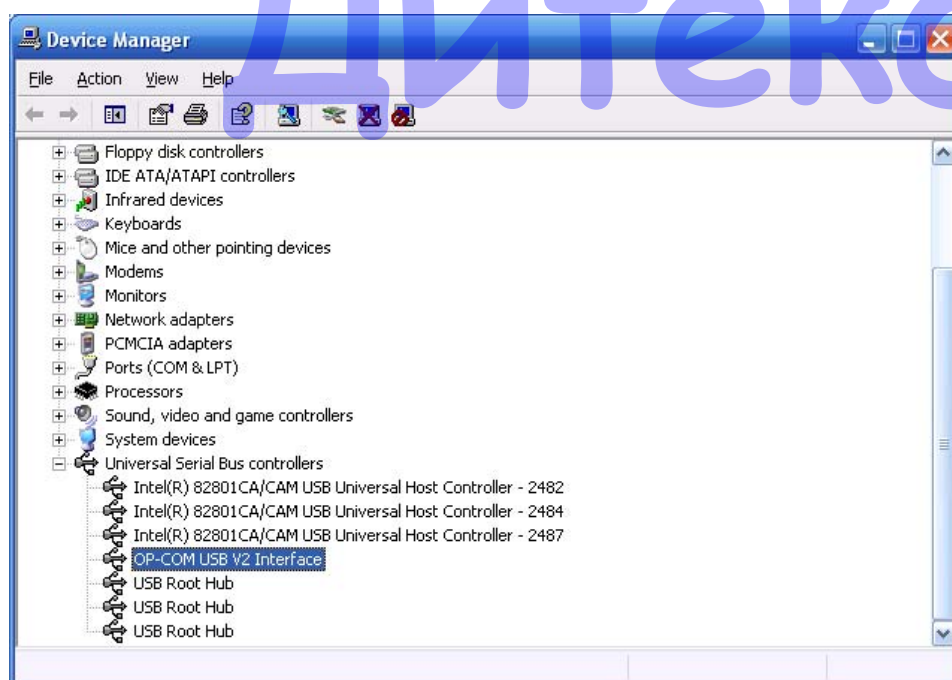 Дитекс
Device Manager
File Action View Help
Floppy disk controllers
IDE ATA/ATAPI controllers
Infrared devices
Keyboards
Mice and other pointing devices
Modems
Monitors
Network adapters
PCMCIA adapters
Ports (COM & LPT)
Processors
Sound, video and game controllers
System devices
Universal Serial Bus controllers
Intel(R) 82801CA/CAM USB Universal Host Controller - 2482
Intel(R) 82801CA/CAM USB Universal Host Controller - 2484
Intel(R) 82801CA/CAM USB Universal Host Controller - 2487
OP-COM USB V2 Interface
USB Root Hub
USB Root Hub
USB Root Hub